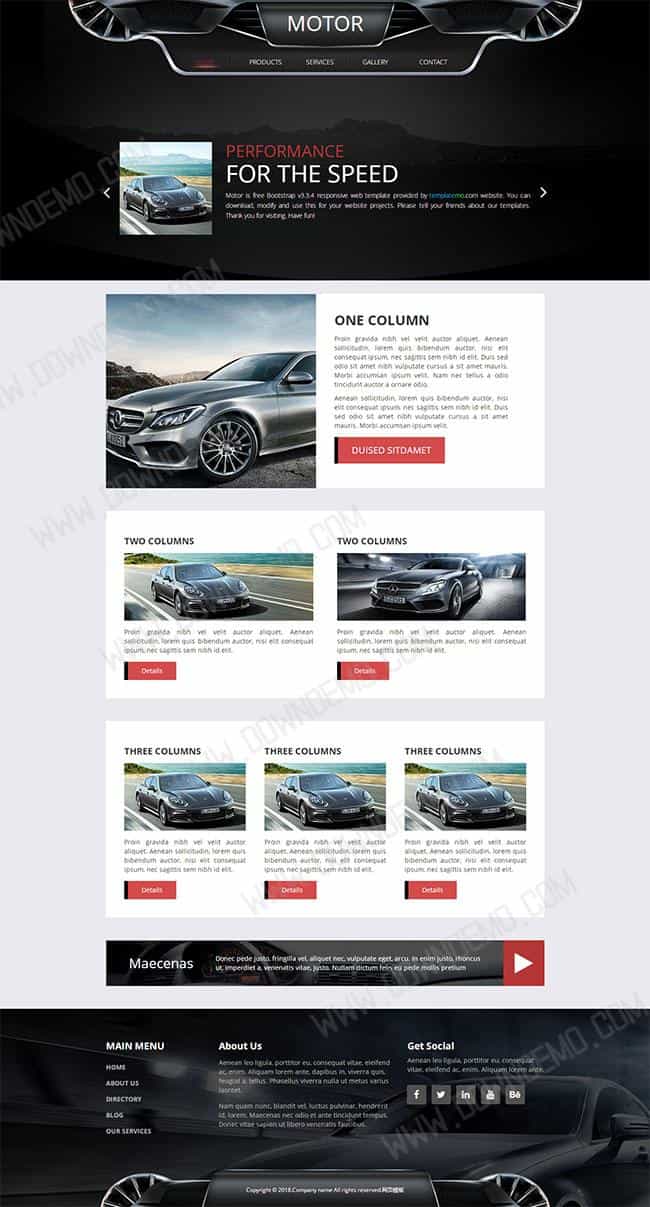 MOTOR
HOME
PRODUCTS
SERVICES
GALLERY
CONTACT
PERFORMANCE
FOR THE SPEED
Motor is free Bootstrap v3.3.4 responsive web template provided by templatemo.com website. You can
download, modify and use this for your website projects. Please tell your friends about our templates.
Thank you for visiting. Have fun!
ONE COLUMN
Proin gravida nibh vel velit auctor aliquet. Aenean
sollicitudin, lorem quis bibendum auctor, nisi elit
consequat ipsum, nec sagittis sem nibh id elit. Duis sed
odio sit amet nibh vulputate cursus a sit amet mauris.
Morbi accumsan ipsum velit. Nam nec tellus a odio
tincidunt auctor a ornare odio.
Aenean sollicitudin, lorem quis bibendum auctor, nisi
elit consequat ipsum, nec sagittis sem nibh id elit. Duis
sed odio sit amet nibh vulputate cursus a sit amet
mauris. Morbi accumsan ipsum velit.
DUISED SITDAMET
TWO COLUMNS
Proin gravida nibh vel velit auctor aliquet. Aenean
sollicitudin, lorem quis bibendum auctor, nisi elit consequat
ipsum, nec sagittis sem nibh id elit.
Details
TWO COLUMNS
Proin gravida nibh vel velit auctor aliquet. Aenean
sollicitudin, lorem quis bibendum auctor, nisi elit consequat
ipsum, nec sagittis sem nibh id elit.
Details
THREE COLUMNS
Proin gravida nibh vel velit auctor
aliquet. Aenean sollicitudin, lorem quis
bibendum auctor, nisi elit consequat
ipsum, nec sagittis sem nibh id elit.
Details
THREE COLUMNS
Proin gravida nibh vel velit auctor
aliquet. Aenean sollicitudin, lorem quis
bibendum auctor, nisi elit consequat
ipsum, nec sagittis sem nibh id elit.
Details
THREE COLUMNS
Proin gravida nibh vel velit auctor
aliquet. Aenean sollicitudin, lorem quis
bibendum auctor, nisi elit consequat
ipsum, nec sagittis sem nibh id elit.
Details
Maecenas
Donec pede justo, fringilla vel, aliquet nec, vulputate eget, arcu. In enim justo, rhoncus
ut, imperdiet a, venenatis vitae, justo. Nullam dictum felis eu pede mollis pretium
MAIN MENU
HOME
ABOUT US
DIRECTORY
BLOG
OUR SERVICES
About Us
Aenean leo ligula, porttitor eu, consequat vitae, eleifend
ac, enim. Aliquam lorem ante, dapibus in, viverra quis,
feugiat a, tellus. Phasellus viverra nulla ut metus varius
laoreet.
Nam quam nunc, blandit vel, luctus pulvinar, hendrerit
id, lorem. Maecenas nec odio et ante tincidunt tempus.
Donec vitae sapien ut libero venenatis faucibus.
Get Social
Aenean leo ligula, porttitor eu, consequat vitae,
eleifend ac, enim. Aliquam lorem ante.
Copyright © 2018.Company name All rights reserved.网页模板
WWW.DOWNDEMO.COM
WWW.DOWNDEMO.COM
WWW.DOWNDEMO.COM
WWW.DOWNDEMO.COM
WWW.DOWNDEMO.COM